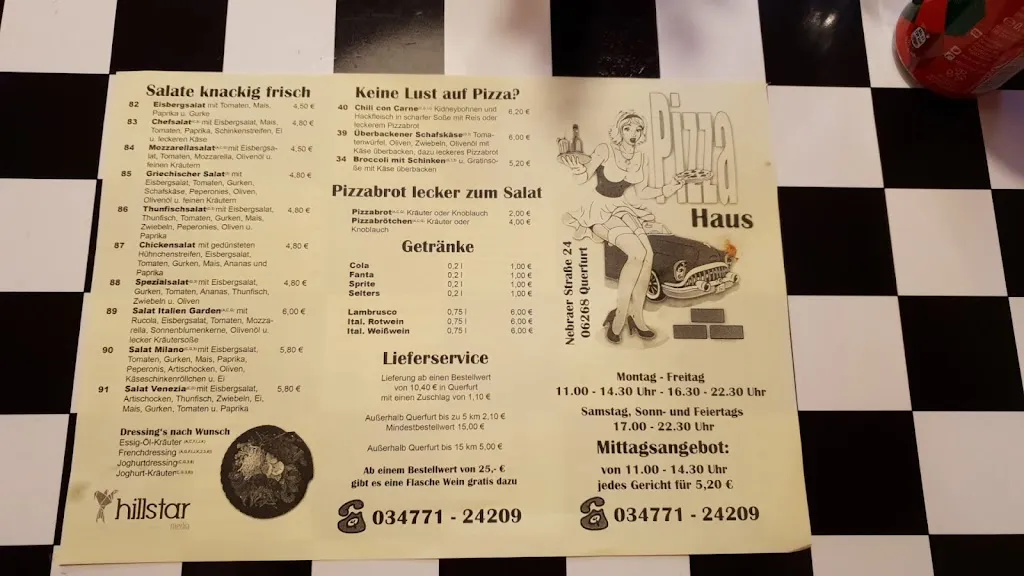 Salate knackig frisch
82 Eisbergsalat mit Tomaten, Mais, 4,50 €
Paprika u. Gurke
83 Chefsalat mit Eisbergsalat, Mais, 4,80 €
Tomaten, Paprika, Schinkenstreifen, Ei
u. leckeren Käse
84 Mozzarellasalat mit Eisbergsa- 4,50 €
lat, Tomaten, Mozzarella, Olivenöl u.
feinen Kräutern
85 Griechischer Salat mit 4,80 €
Eisbergsalat, Tomaten, Gurken,
Schafskäse, Peperonies, Oliven,
Olivenöl u. feinen Kräutern
86 Thunfischsalat mit Eisbergsalat, 4,80 €
Thunfisch, Tomaten, Gurken, Mais,
Zwiebeln, Peperonies, Oliven u.
Paprika
87 Chickensalat mit gedünsteten 4,80 €
Hühnchenstreifen, Eisbergsalat,
Tomaten, Gurken, Mais, Ananas und
Paprika
88 Spezialsalat mit Eisbergsalat, 4,80 €
Gurken, Tomaten, Ananas, Thunfisch,
Zwiebeln u. Oliven
89 Salat Italien Garden mit 6,00 €
Rucola, Eisbergsalat, Tomaten, Mozza-
rella, Sonnenblumenkerne, Olivenöl u.
lecker Kräutersoße
90 Salat Milano mit Eisbergsalat, 5,80 €
Tomaten, Gurken, Mais, Paprika,
Peperonis, Artischocken, Oliven,
Käseschinkenröllchen u. Ei
91 Salat Venezia mit Eisbergsalat, 5,80 €
Artischocken, Thunfisch, Zwiebeln, Ei,
Mais, Gurken, Tomaten u. Paprika
Dressing's nach Wunsch
Essig-Öl-Kräuter
Frenchdressing
Joghurtdressing
Joghurt-Kräuter
hillstar
media
Keine Lust auf Pizza?
40 Chili con Carne Kidneybohnen und 6,20 €
Hackfleisch in scharfer Soße mit Reis oder
leckerem Pizzabrot
39 Überbackener Schafskäse Toma- 6,00 €
tenwürfel, Oliven, Zwiebeln, Olivenöl mit
Käse überbacken, dazu leckeres Pizzabrot
34 Broccoli mit Schinken u. Gratinso- 5,20 €
ße mit Käse überbacken
Pizzabrot lecker zum Salat
Pizzabrot Kräuter oder Knoblauch 2,00 €
Pizzabrötchen Kräuter oder 4,00 €
Knoblauch
Getränke
Cola 0,2 l 1,00 €
Fanta 0,2 l 1,00 €
Sprite 0,2 l 1,00 €
Selters 0,2 l 1,00 €
Lambrusco 0,75 l 6,00 €
Ital. Rotwein 0,75 l 6,00 €
Ital. Weißwein 0,75 l 6,00 €
Lieferservice
Lieferung ab einen Bestellwert
von 10,40 € in Querfurt
mit einen Zuschlag von 1,10 €
Außerhalb Querfurt bis zu 5 km 2,10 €
Mindestbestellwert 15,00 €
Außerhalb Querfurt bis 15 km 5,00 €
Ab einem Bestellwert von 25,- €
gibt es eine Flasche Wein gratis dazu
034771 - 24209
Pizza
Haus
Nebraer Straße 24
06268 Querfurt
Montag - Freitag
11.00 - 14.30 Uhr - 16.30 - 22.30 Uhr
Samstag, Sonn- und Feiertags
17.00 - 22.30 Uhr
Mittagsangebot:
von 11.00 - 14.30 Uhr
jedes Gericht für 5,20 €
034771 - 24209